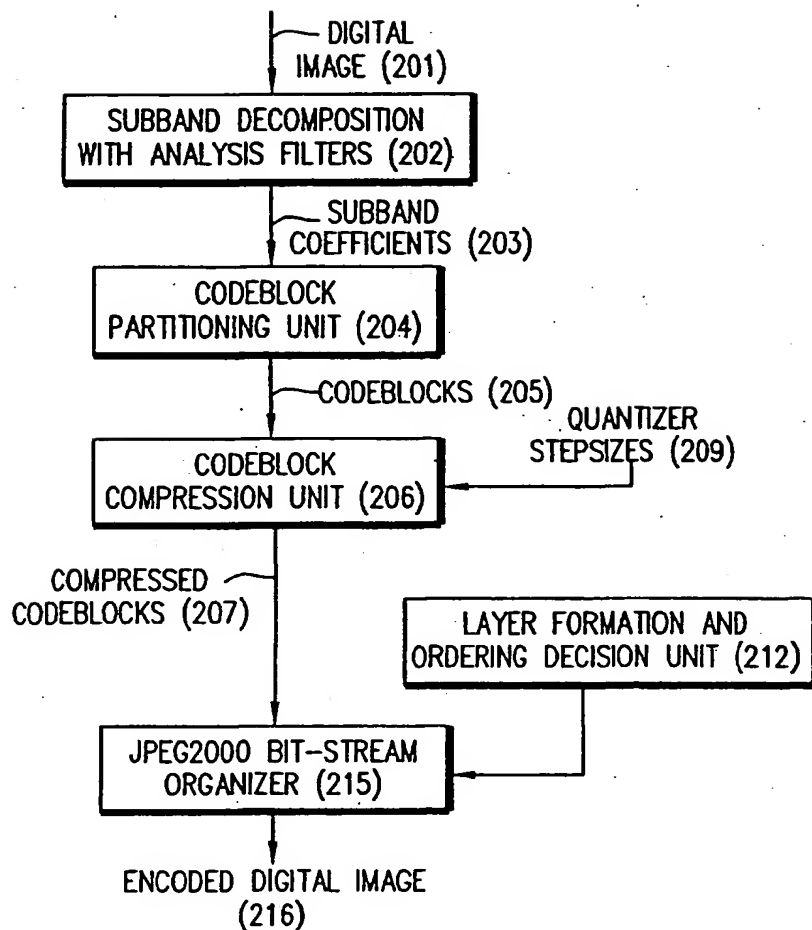 DIGITAL
IMAGE (201)
SUBBAND DECOMPOSITION
WITH ANALYSIS FILTERS (202)
SUBBAND
COEFFICIENTS (203)
CODEBLOCK
PARTITIONING UNIT (204)
CODEBLOCKS (205)
QUANTIZER
STEPSIZES (209)
CODEBLOCK
COMPRESSION UNIT (206)
COMPRESSED
CODEBLOCKS (207)
LAYER FORMATION AND
ORDERING DECISION UNIT (212)
JPEG2000 BIT-STREAM
ORGANIZER (215)
ENCODED DIGITAL IMAGE
(216)